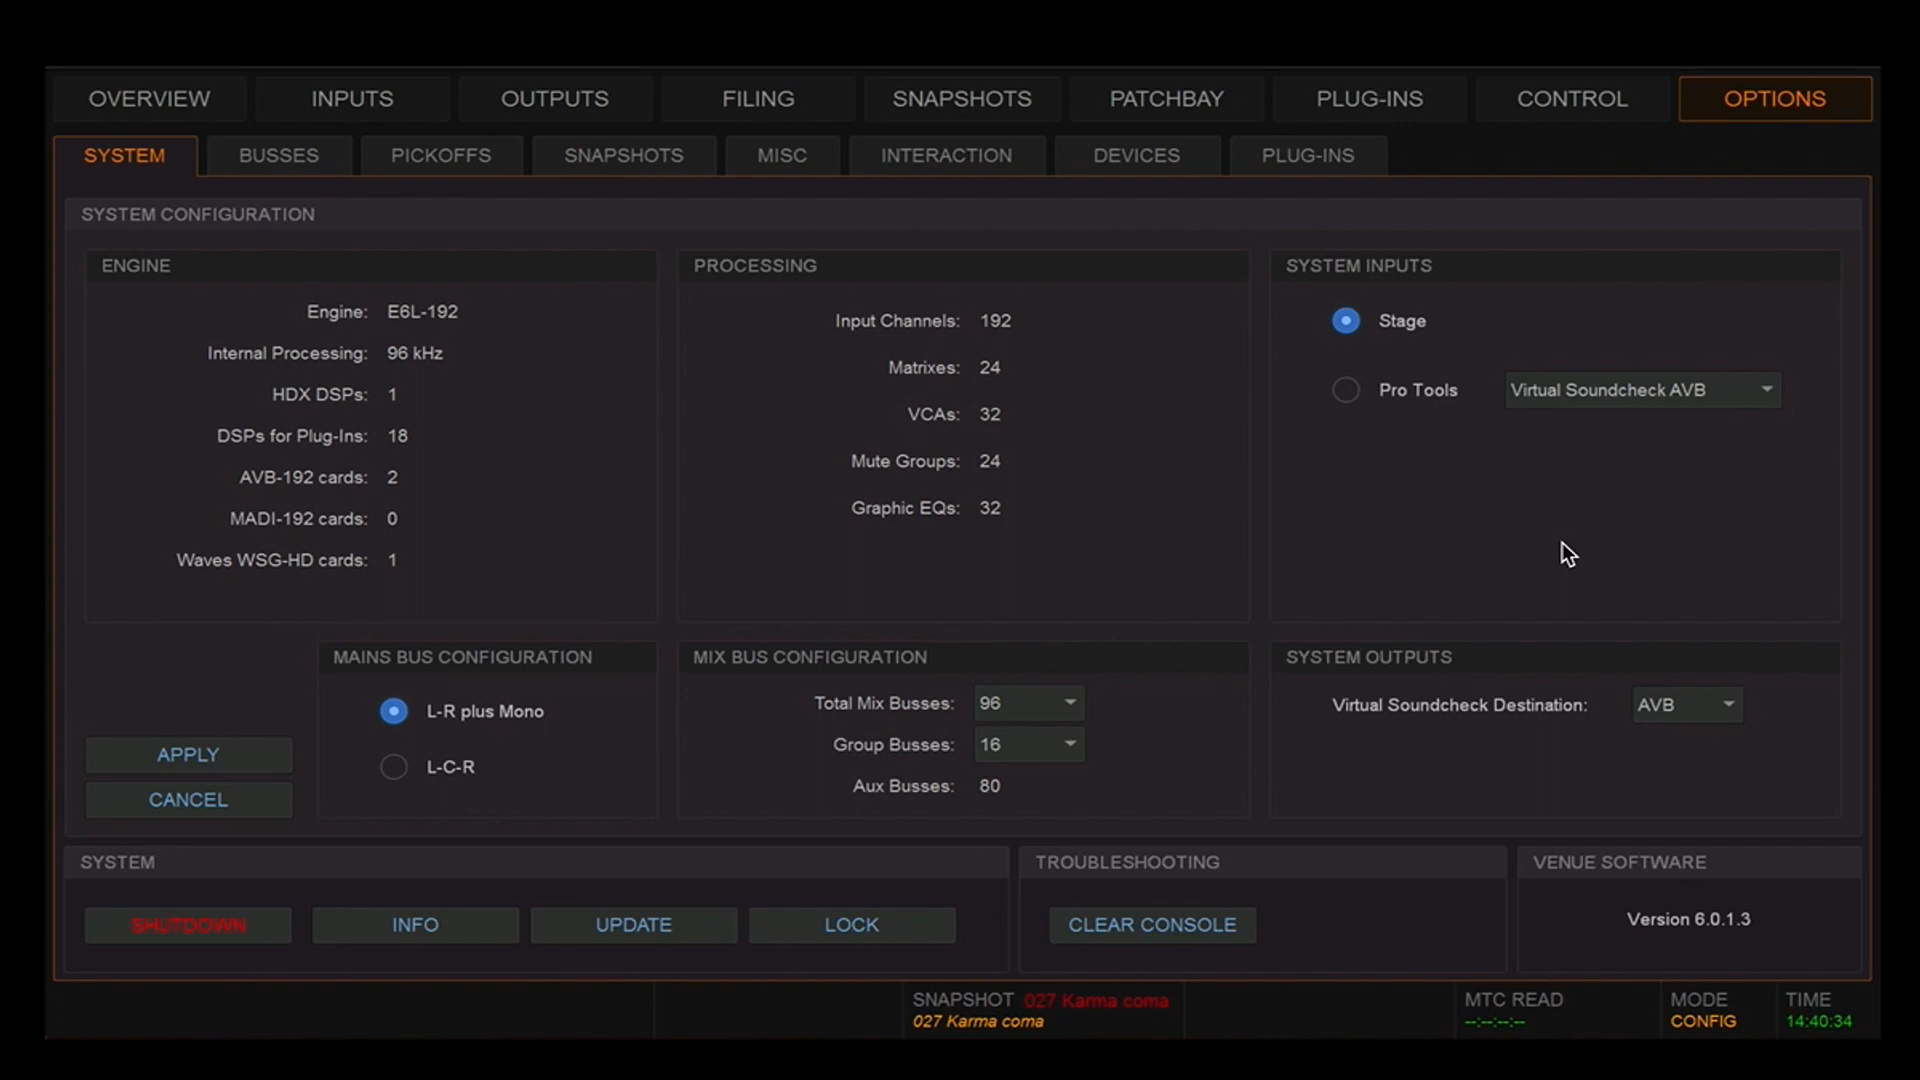 OVERVIEW INPUTS OUTPUTS FILING SNAPSHOTS PATCHBAY PLUG-INS CONTROL OPTIONS
SYSTEM BUSSES PICKOFFS SNAPSHOTS MISC INTERACTION DEVICES PLUG-INS
SYSTEM CONFIGURATION
ENGINE
Engine: E6L-192
Internal Processing: 96 kHz
HDX DSPs: 1
DSPs for Plug-Ins: 18
AVB-192 cards: 2
MADI-192 cards: 0
Waves WSG-HD cards: 1
PROCESSING
Input Channels: 192
Matrixes: 24
VCAs: 32
Mute Groups: 24
Graphic EQs: 32
SYSTEM INPUTS
Stage
Pro Tools Virtual Soundcheck AVB
APPLY
CANCEL
MAINS BUS CONFIGURATION
L-R plus Mono
L-C-R
MIX BUS CONFIGURATION
Total Mix Busses: 96
Group Busses: 16
Aux Busses: 80
SYSTEM OUTPUTS
Virtual Soundcheck Destination: AVB
SYSTEM
SHUTDOWN INFO UPDATE LOCK
TROUBLESHOOTING
CLEAR CONSOLE
VENUE SOFTWARE
Version 6.0.1.3
SNAPSHOT 027 Karma coma
027 Karma coma
MTC READ
--:--:--:--
MODE
CONFIG
TIME
14:40:34